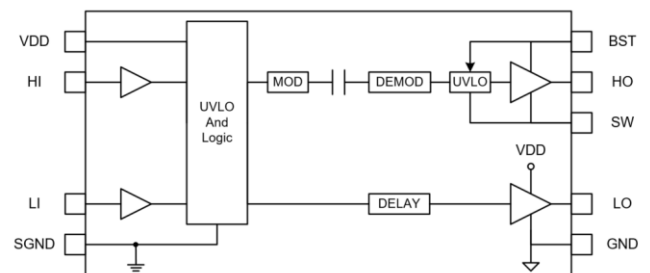 VDD
BST
HI
MOD
DEMOD
UVLO
HO
UVLO
And
Logic
SW
VDD
LI
DELAY
LO
SGND
GND